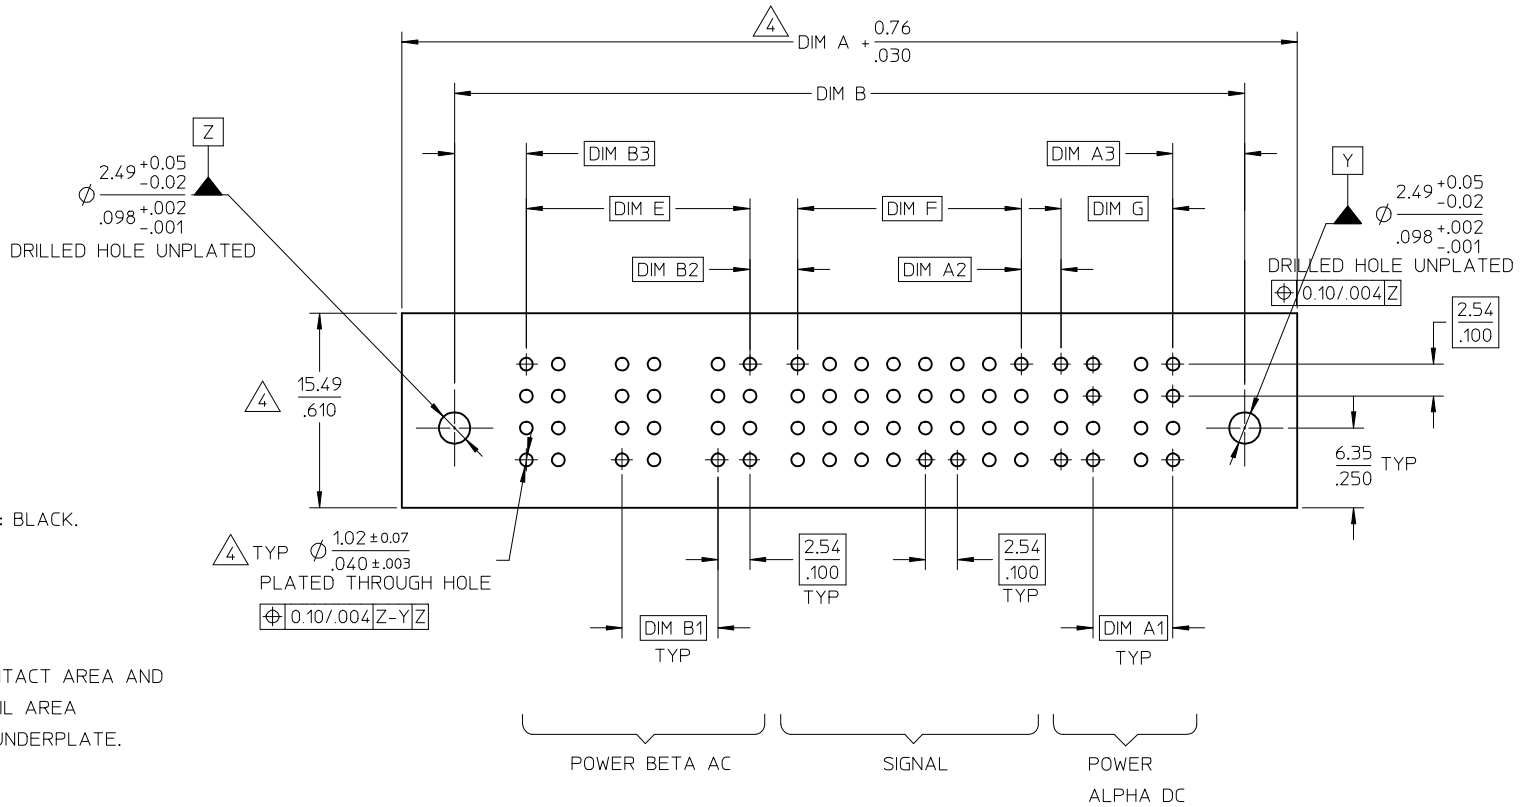 4
DIM A + 0.76
.030
DIM B
Z
DIM B3
DIM A3
Y
2.49 +0.05
-0.02
Ø
.098 +.002
-.001
DRILLED HOLE UNPLATED
DIM E
DIM F
DIM G
2.49 +0.05
-0.02
Ø
.098 +.002
-.001
DRILLED HOLE UNPLATED
⌖ 0.10/.004 Z
DIM B2
DIM A2
2.54
.100
4
15.49
.610
6.35
.250 TYP
: BLACK.
4 TYP Ø 1.02 ±0.07
.040 ±.003
PLATED THROUGH HOLE
⌖ 0.10/.004 Z-Y Z
2.54
.100
TYP
2.54
.100
TYP
DIM B1
TYP
DIM A1
TYP
NTACT AREA AND
IL AREA
UNDERPLATE.
POWER BETA AC
SIGNAL
POWER
ALPHA DC